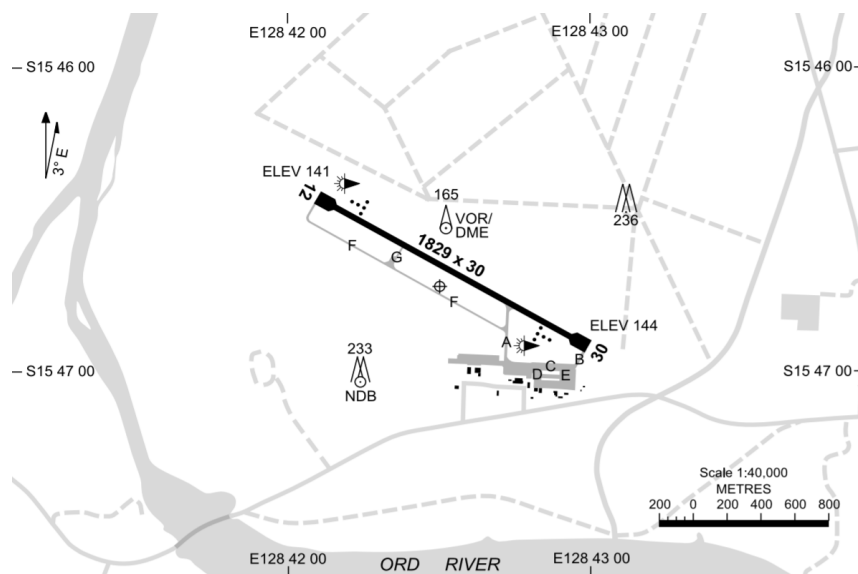 E128 42 00
E128 43 00
S15 46 00
S15 46 00
3° E
ELEV 141
12
165
VOR/
DME
236
F
G
1829 x 30
F
ELEV 144
A
B
30
233
NDB
C
D
E
S15 47 00
S15 47 00
Scale 1:40,000
METRES
200 0 200 400 600 800
E128 42 00
E128 43 00
ORD RIVER